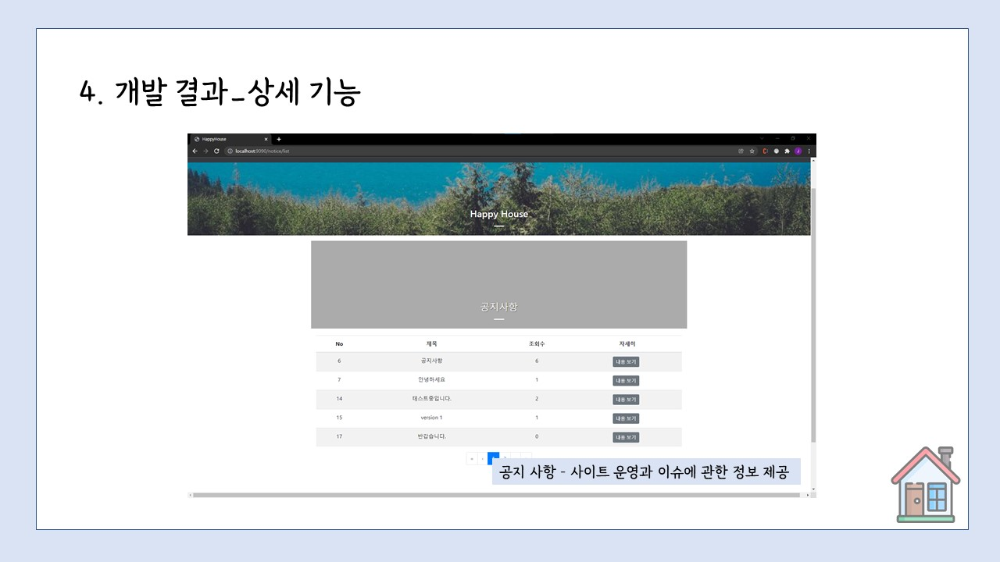 4. 개발 결과_상세 기능
HappyHouse
localhost:9090/notice/list
Happy House
공지사항
No 제목 조회수 자세히
6 공지사항 6 내용 보기
7 안녕하세요 1 내용 보기
14 테스트중입니다. 2 내용 보기
15 version 1 1 내용 보기
17 반갑습니다. 0 내용 보기
« ‹
공지 사항 - 사이트 운영과 이슈에 관한 정보 제공